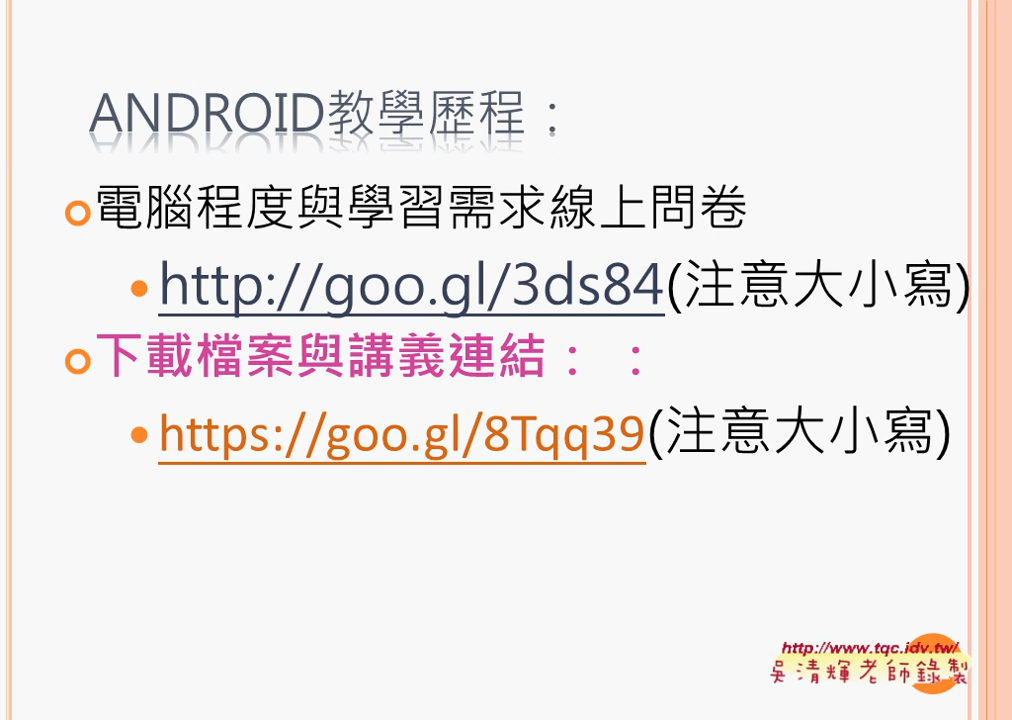 ANDROID教學歷程：
電腦程度與學習需求線上問卷
http://goo.gl/3ds84(注意大小寫)
下載檔案與講義連結： ：
https://goo.gl/8Tqq39(注意大小寫)
http://www.tqc.idv.tw/
吳清輝老師錄製